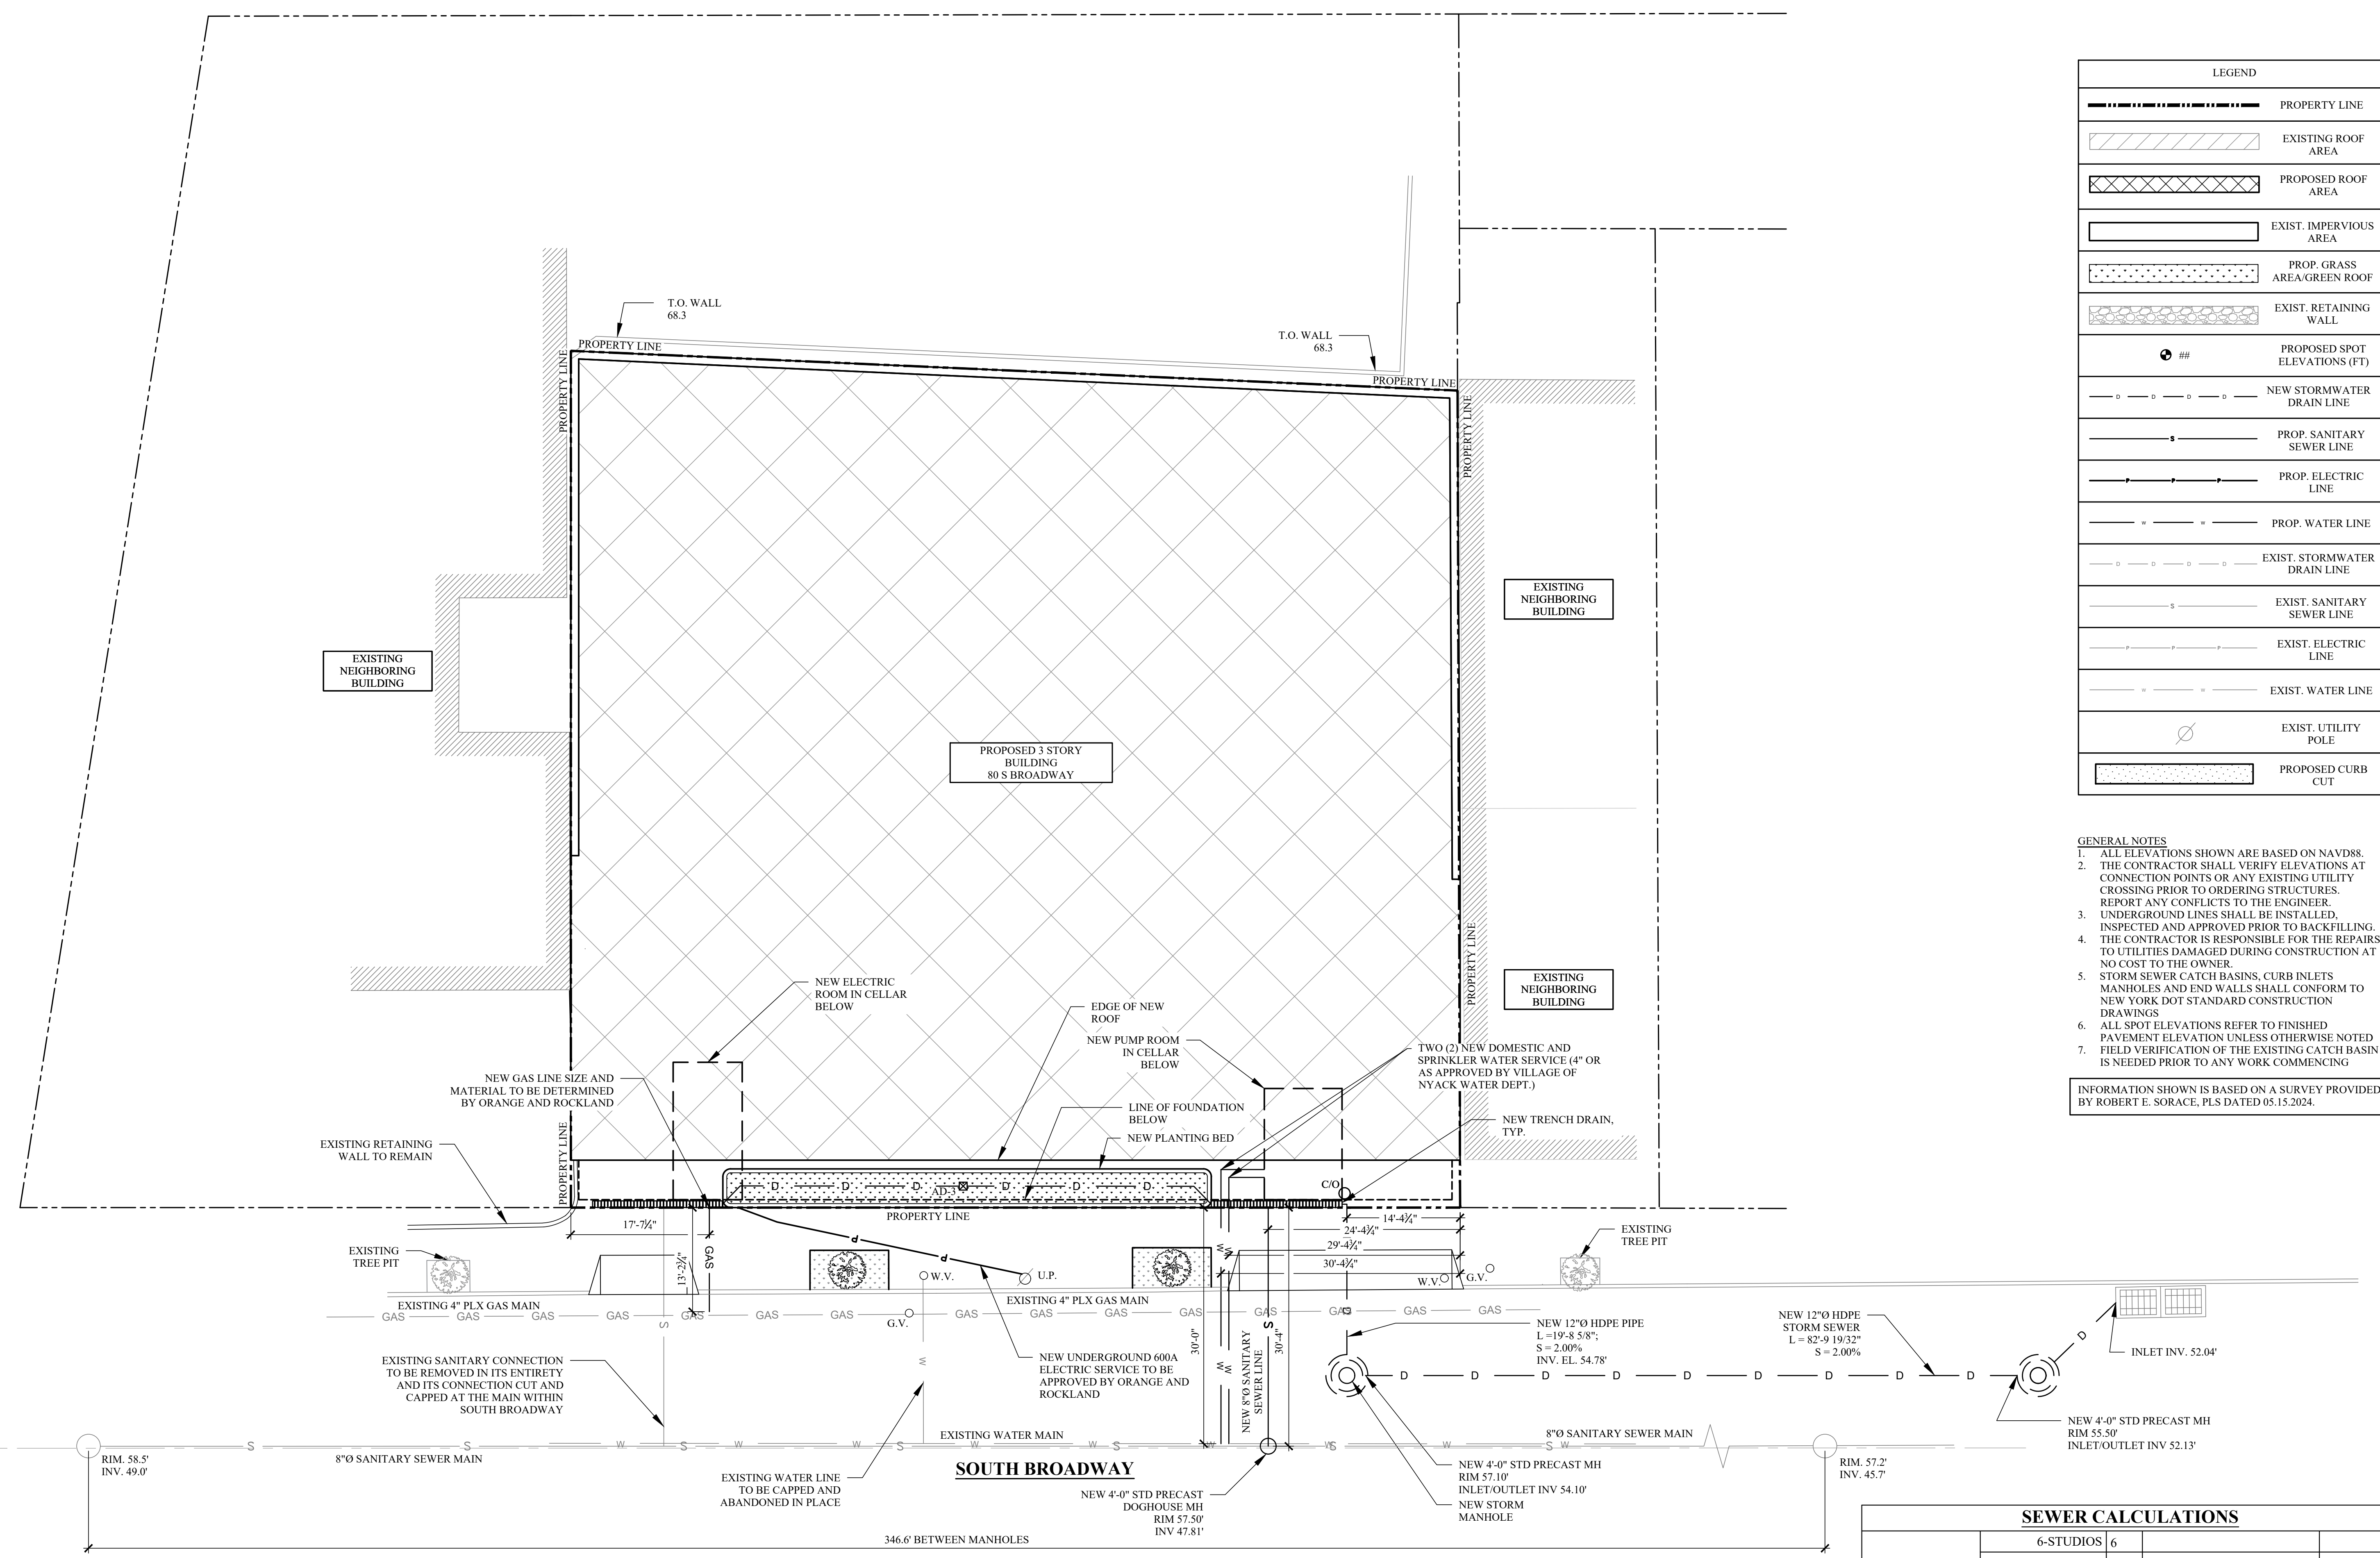 T.O. WALL
68.3
T.O. WALL
68.3
PROPERTY LINE
PROPERTY LINE
PROPERTY LINE
PROPERTY LINE
EXISTING
NEIGHBORING
BUILDING
EXISTING
NEIGHBORING
BUILDING
PROPOSED 3 STORY
BUILDING
80 S BROADWAY
EXISTING
NEIGHBORING
BUILDING
PROPERTY LINE
NEW ELECTRIC
ROOM IN CELLAR
BELOW
EDGE OF NEW
ROOF
NEW PUMP ROOM
IN CELLAR
BELOW
TWO (2) NEW DOMESTIC AND
SPRINKLER WATER SERVICE (4" OR
AS APPROVED BY VILLAGE OF
NYACK WATER DEPT.)
NEW GAS LINE SIZE AND
MATERIAL TO BE DETERMINED
BY ORANGE AND ROCKLAND
LINE OF FOUNDATION
BELOW
NEW PLANTING BED
NEW TRENCH DRAIN,
TYP.
EXISTING RETAINING
WALL TO REMAIN
PROPERTY LINE
D D D D D D
AD-3
C/O
PROPERTY LINE
17'-7¼"
14'-4¾"
24'-4¾"
29'-4¾"
30'-4¾"
13'-2¼"
GAS
P P
W W
EXISTING
TREE PIT
EXISTING
TREE PIT
W.V.
U.P.
W.V.
G.V.
EXISTING 4" PLX GAS MAIN
EXISTING 4" PLX GAS MAIN
GAS GAS GAS GAS GAS GAS GAS GAS GAS GAS GAS GAS GAS GAS GAS
G.V.
S
S
D
30'-0"
30'-4"
W
W W
NEW 8"Ø SANITARY
SEWER LINE
NEW 12"Ø HDPE PIPE
L =19'-8 5/8";
S = 2.00%
INV. EL. 54.78'
NEW 12"Ø HDPE
STORM SEWER
L = 82'-9 19/32"
S = 2.00%
D
INLET INV. 52.04'
EXISTING SANITARY CONNECTION
TO BE REMOVED IN ITS ENTIRETY
AND ITS CONNECTION CUT AND
CAPPED AT THE MAIN WITHIN
SOUTH BROADWAY
NEW UNDERGROUND 600A
ELECTRIC SERVICE TO BE
APPROVED BY ORANGE AND
ROCKLAND
D D D D D D D D D
NEW 4'-0" STD PRECAST MH
RIM 55.50'
INLET/OUTLET INV 52.13'
EXISTING WATER MAIN
8"Ø SANITARY SEWER MAIN
S S W S W W S W W S W W S W S W
RIM. 58.5'
INV. 49.0'
8"Ø SANITARY SEWER MAIN
SOUTH BROADWAY
EXISTING WATER LINE
TO BE CAPPED AND
ABANDONED IN PLACE
NEW 4'-0" STD PRECAST
DOGHOUSE MH
RIM 57.50'
INV 47.81'
NEW 4'-0" STD PRECAST MH
RIM 57.10'
INLET/OUTLET INV 54.10'
NEW STORM
MANHOLE
RIM. 57.2'
INV. 45.7'
346.6' BETWEEN MANHOLES
LEGEND
PROPERTY LINE
EXISTING ROOF
AREA
PROPOSED ROOF
AREA
EXIST. IMPERVIOUS
AREA
PROP. GRASS
AREA/GREEN ROOF
EXIST. RETAINING
WALL
## PROPOSED SPOT
ELEVATIONS (FT)
D D D D NEW STORMWATER
DRAIN LINE
S PROP. SANITARY
SEWER LINE
P P P PROP. ELECTRIC
LINE
W W PROP. WATER LINE
D D D D EXIST. STORMWATER
DRAIN LINE
S EXIST. SANITARY
SEWER LINE
P P P EXIST. ELECTRIC
LINE
W W EXIST. WATER LINE
EXIST. UTILITY
POLE
PROPOSED CURB
CUT
GENERAL NOTES
1. ALL ELEVATIONS SHOWN ARE BASED ON NAVD88.
2. THE CONTRACTOR SHALL VERIFY ELEVATIONS AT
CONNECTION POINTS OR ANY EXISTING UTILITY
CROSSING PRIOR TO ORDERING STRUCTURES.
REPORT ANY CONFLICTS TO THE ENGINEER.
3. UNDERGROUND LINES SHALL BE INSTALLED,
INSPECTED AND APPROVED PRIOR TO BACKFILLING.
4. THE CONTRACTOR IS RESPONSIBLE FOR THE REPAIRS
TO UTILITIES DAMAGED DURING CONSTRUCTION AT
NO COST TO THE OWNER.
5. STORM SEWER CATCH BASINS, CURB INLETS
MANHOLES AND END WALLS SHALL CONFORM TO
NEW YORK DOT STANDARD CONSTRUCTION
DRAWINGS
6. ALL SPOT ELEVATIONS REFER TO FINISHED
PAVEMENT ELEVATION UNLESS OTHERWISE NOTED
7. FIELD VERIFICATION OF THE EXISTING CATCH BASIN
IS NEEDED PRIOR TO ANY WORK COMMENCING
INFORMATION SHOWN IS BASED ON A SURVEY PROVIDED
BY ROBERT E. SORACE, PLS DATED 05.15.2024.
SEWER CALCULATIONS
6-STUDIOS 6